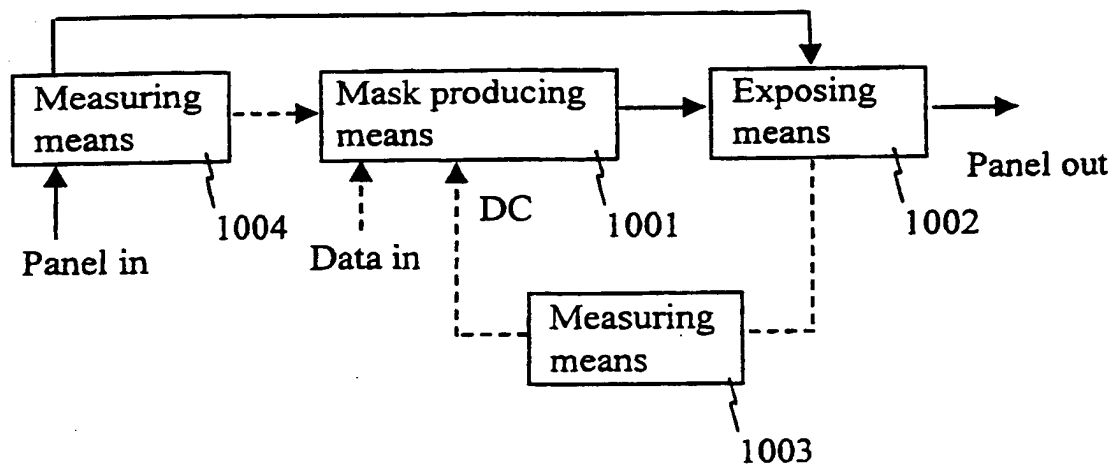 Measuring
means
Mask producing
means
Exposing
means
Panel out
1004
DC
1001
1002
Panel in
Data in
Measuring
means
1003